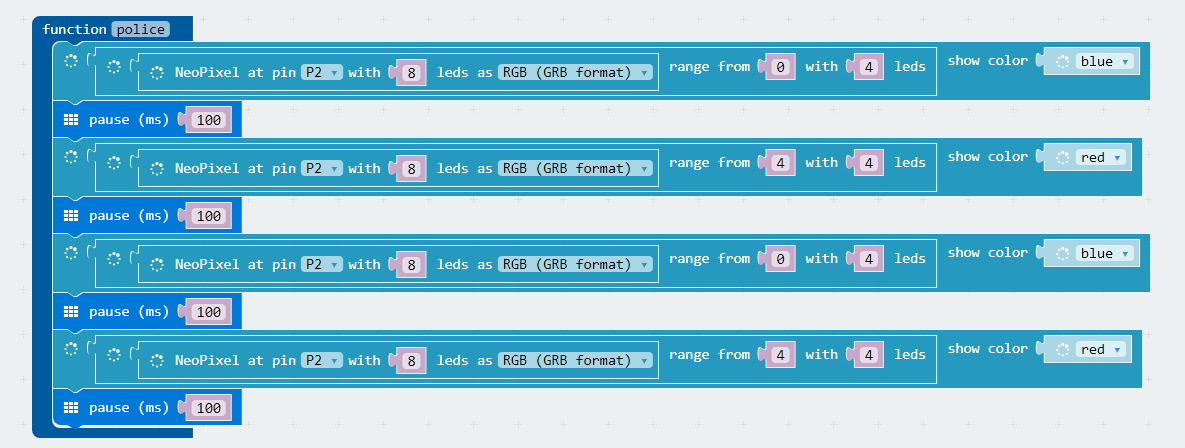 function police
NeoPixel at pin P2 with 8 leds as RGB (GRB format) range from 0 with 4 leds show color blue
pause (ms) 100
NeoPixel at pin P2 with 8 leds as RGB (GRB format) range from 4 with 4 leds show color red
pause (ms) 100
NeoPixel at pin P2 with 8 leds as RGB (GRB format) range from 0 with 4 leds show color blue
pause (ms) 100
NeoPixel at pin P2 with 8 leds as RGB (GRB format) range from 4 with 4 leds show color red
pause (ms) 100